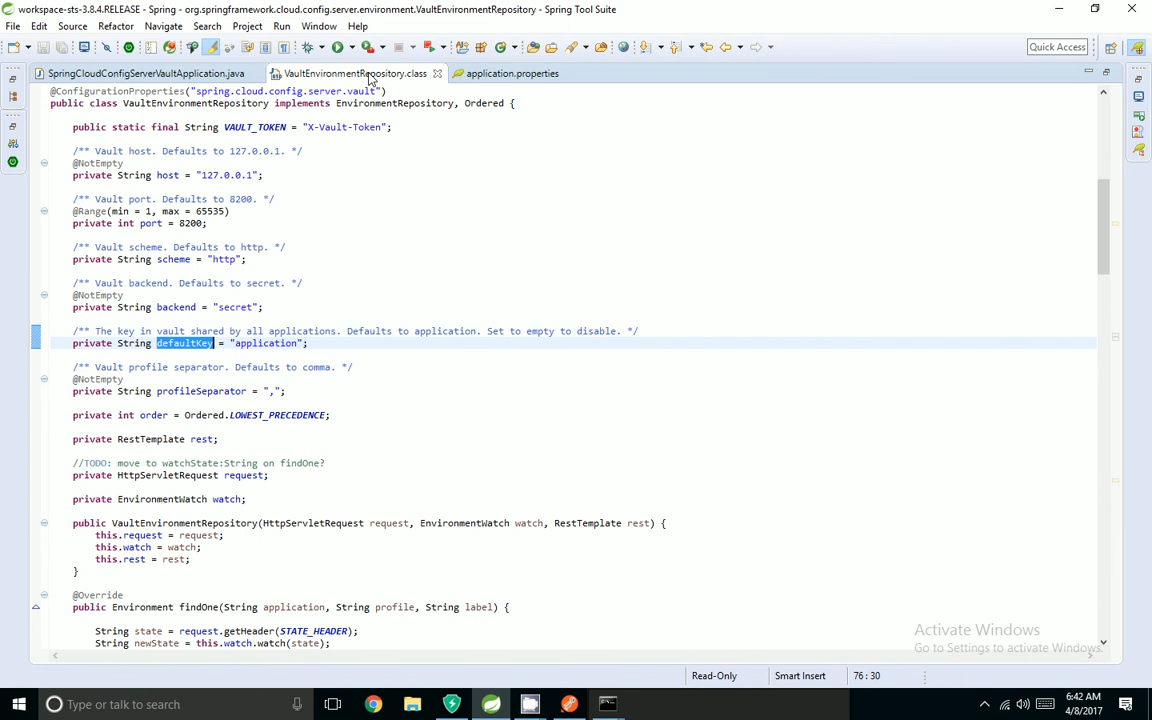 workspace-sts-3.8.4.RELEASE - Spring - org.springframework.cloud.config.server.environment.VaultEnvironmentRepository - Spring Tool Suite
File Edit Source Refactor Navigate Search Project Run Window Help
Quick Access
SpringCloudConfigServerVaultApplication.java VaultEnvironmentRepository.class application.properties
@ConfigurationProperties("spring.cloud.config.server.vault")
public class VaultEnvironmentRepository implements EnvironmentRepository, Ordered {
public static final String VAULT_TOKEN = "X-Vault-Token";
/** Vault host. Defaults to 127.0.0.1. */
@NotEmpty
private String host = "127.0.0.1";
/** Vault port. Defaults to 8200. */
@Range(min = 1, max = 65535)
private int port = 8200;
/** Vault scheme. Defaults to http. */
private String scheme = "http";
/** Vault backend. Defaults to secret. */
@NotEmpty
private String backend = "secret";
/** The key in vault shared by all applications. Defaults to application. Set to empty to disable. */
private String defaultKey = "application";
/** Vault profile separator. Defaults to comma. */
@NotEmpty
private String profileSeparator = ",";
private int order = Ordered.LOWEST_PRECEDENCE;
private RestTemplate rest;
//TODO: move to watchState:String on findOne?
private HttpServletRequest request;
private EnvironmentWatch watch;
public VaultEnvironmentRepository(HttpServletRequest request, EnvironmentWatch watch, RestTemplate rest) {
this.request = request;
this.watch = watch;
this.rest = rest;
}
@Override
public Environment findOne(String application, String profile, String label) {
String state = request.getHeader(STATE_HEADER);
String newState = this.watch.watch(state);
Activate Windows
Go to Settings to activate Windows.
Read-Only Smart Insert 76 : 30
Type or talk to search
6:42 AM
4/8/2017